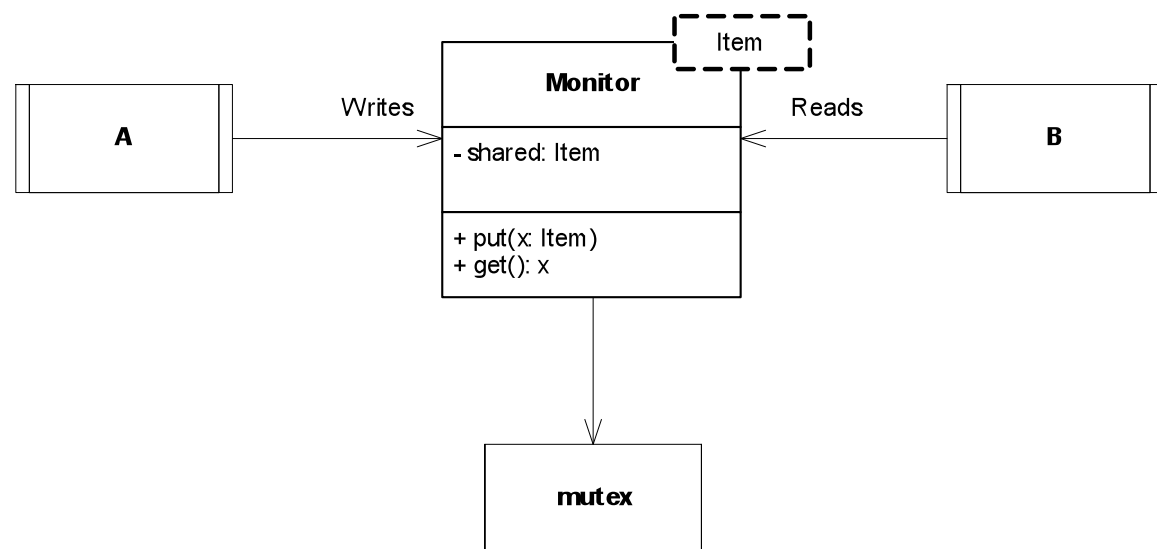 Item
Monitor
Writes
Reads
A
B
- shared: Item
+ put(x: Item)
+ get(): x
mutex